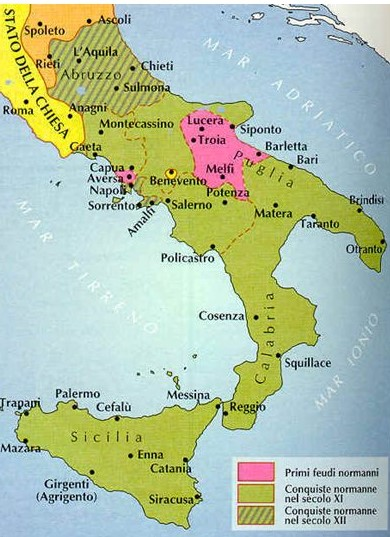 STATO DELLA CHIESA
Spoleto
Ascoli
Rieti
L'Aquila
Abruzzo
Chieti
Sulmona
Roma
Anagni
Montecassino
Gaeta
MAR ADRIATICO
Lucera
Siponto
Troia
Barletta
Puglia
Bari
Capua
Aversa
Benevento
Melfi
Napoli
Potenza
Sorrento
Amalfi
Salerno
Matera
Brindisi
Taranto
Otranto
Policastro
MAR TIRRENO
Cosenza
Calabria
Squillace
MAR IONIO
Trapani
Palermo
Cefalù
Messina
Reggio
Mazara
Sicilia
Enna
Catania
Girgenti
(Agrigento)
Siracusa
Primi feudi normanni
Conquiste normanne
nel secolo XI
Conquiste normanne
nel secolo XII